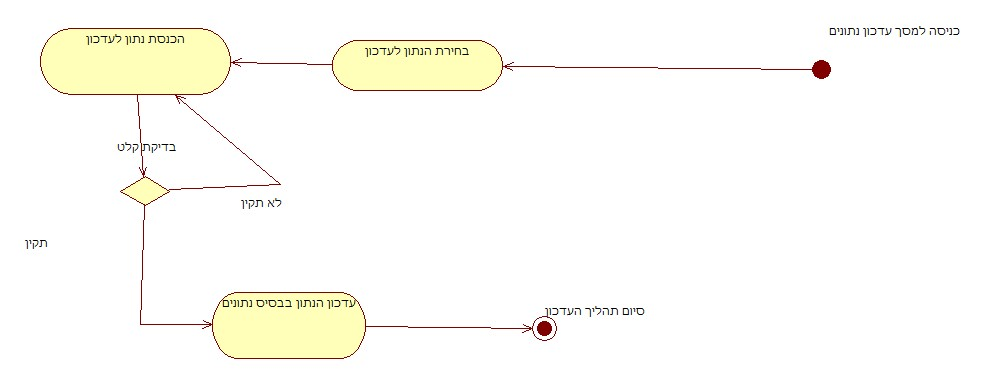 כניסה למסך עדכון נתונים
בחירת הנתון לעדכון
הכנסת נתון לעדכון
בדיקת קלט
לא תקין
תקין
עדכון הנתון בבסיס נתונים
סיום תהליך העדכון